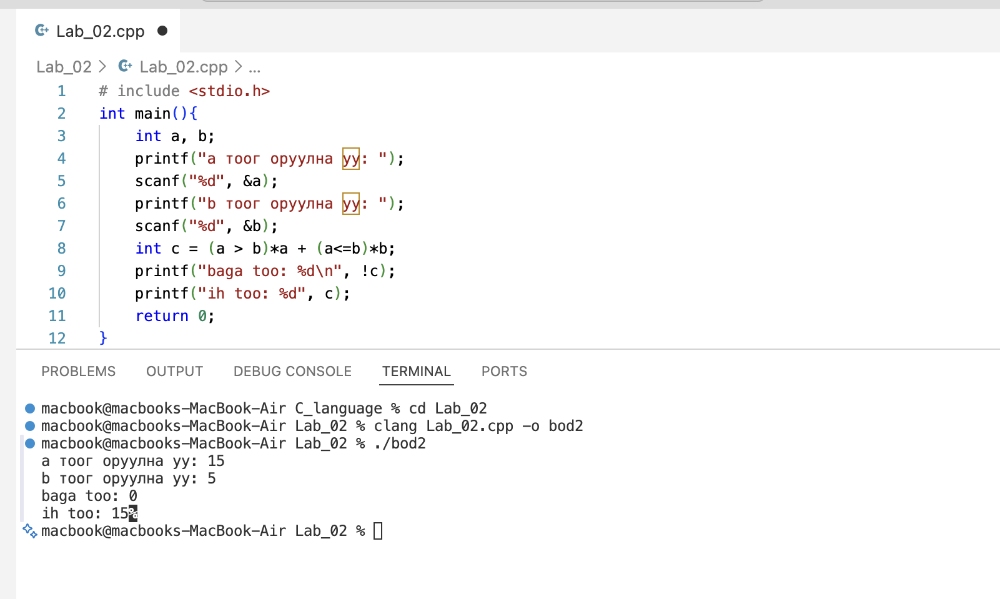 Lab_02.cpp
Lab_02 > Lab_02.cpp > ...
1 # include <stdio.h>
2 int main(){
3 int a, b;
4 printf("a тоог оруулна уу: ");
5 scanf("%d", &a);
6 printf("b тоог оруулна уу: ");
7 scanf("%d", &b);
8 int c = (a > b)*a + (a<=b)*b;
9 printf("baga too: %d\n", !c);
10 printf("ih too: %d", c);
11 return 0;
12 }
PROBLEMS OUTPUT DEBUG CONSOLE TERMINAL PORTS
macbook@macbooks-MacBook-Air C_language % cd Lab_02
macbook@macbooks-MacBook-Air Lab_02 % clang Lab_02.cpp -o bod2
macbook@macbooks-MacBook-Air Lab_02 % ./bod2
a тоог оруулна уу: 15
b тоог оруулна уу: 5
baga too: 0
ih too: 15%
macbook@macbooks-MacBook-Air Lab_02 %